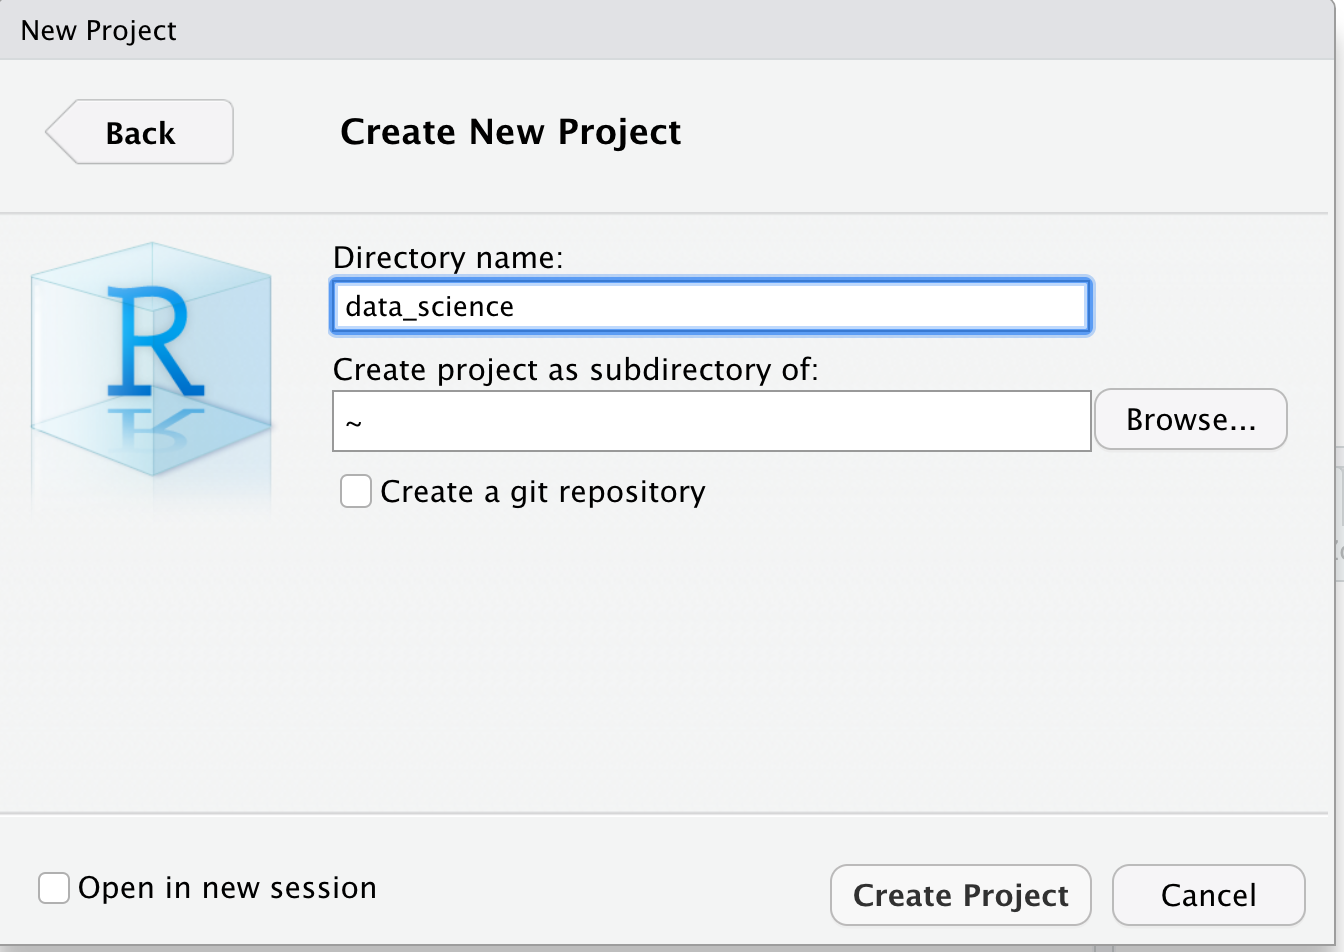 New Project
Back
Create New Project
R
Directory name:
data_science
Create project as subdirectory of:
~
Browse...
Create a git repository
Open in new session
Create Project
Cancel